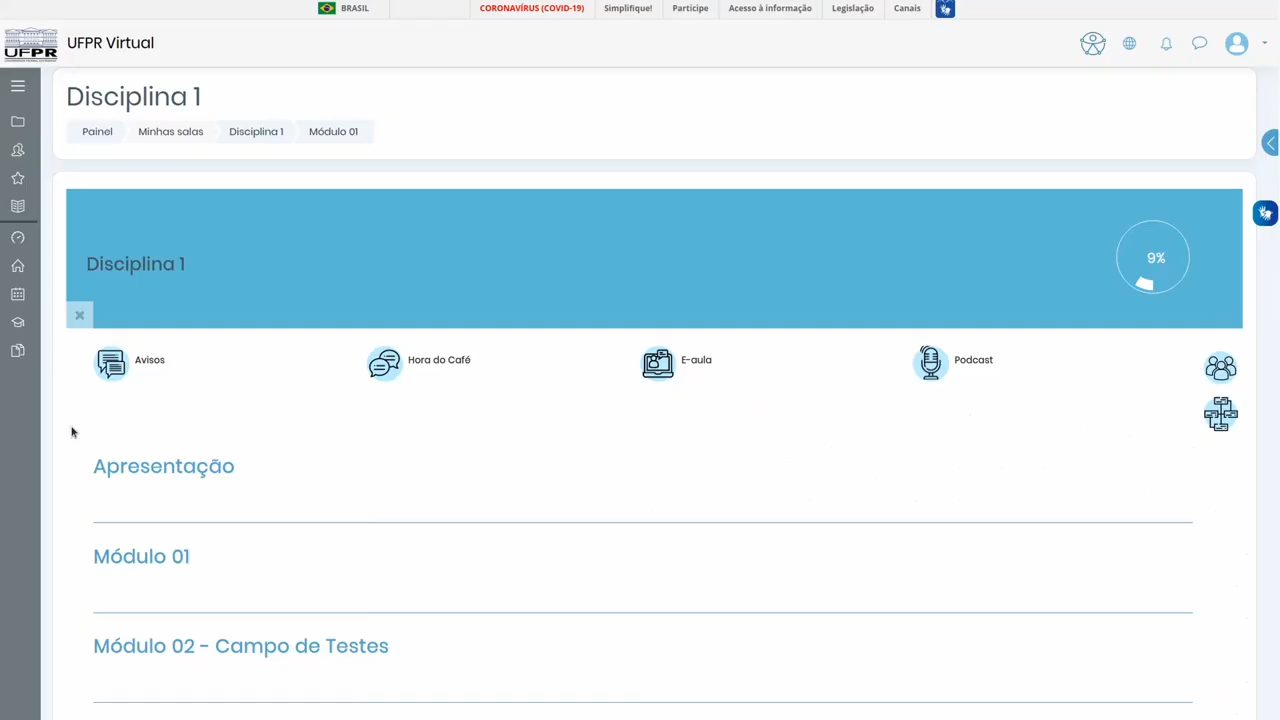 BRASIL
CORONAVÍRUS (COVID-19)
Simplifique!
Participe
Acesso à informação
Legislação
Canais
UFPR
UFPR Virtual
Disciplina 1
Painel
Minhas salas
Disciplina 1
Módulo 01
Disciplina 1
9%
Avisos
Hora do Café
E-aula
Podcast
Apresentação
Módulo 01
Módulo 02 - Campo de Testes